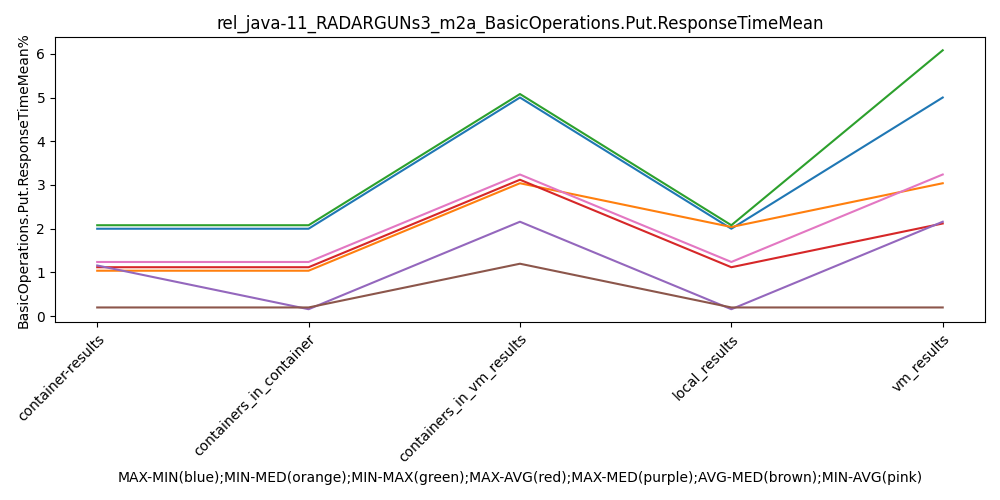 rel_java-11_RADARGUNs3_m2a_BasicOperations.Put.ResponseTimeMean
BasicOperations.Put.ResponseTimeMean%
6
5
4
3
2
1
0
container-results
containers_in_container
containers_in_vm_results
local_results
vm_results
MAX-MIN(blue);MIN-MED(orange);MIN-MAX(green);MAX-AVG(red);MAX-MED(purple);AVG-MED(brown);MIN-AVG(pink)